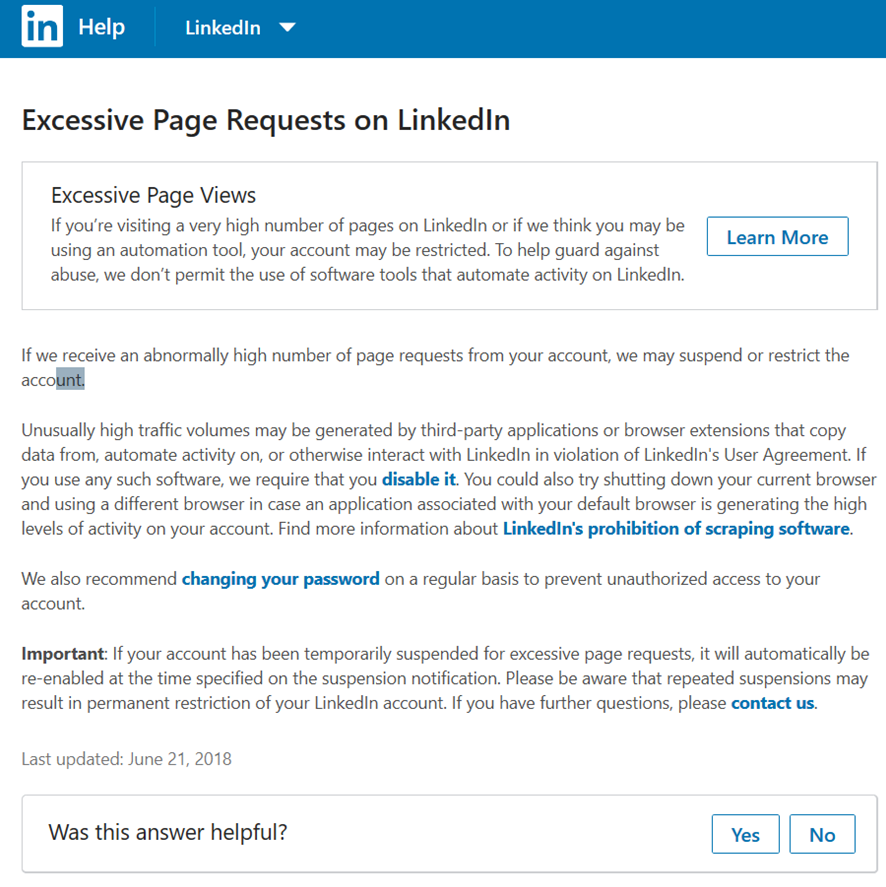 in Help LinkedIn
Excessive Page Requests on LinkedIn
Excessive Page Views
If you’re visiting a very high number of pages on LinkedIn or if we think you may be
using an automation tool, your account may be restricted. To help guard against
abuse, we don’t permit the use of software tools that automate activity on LinkedIn.
Learn More
If we receive an abnormally high number of page requests from your account, we may suspend or restrict the
account.
Unusually high traffic volumes may be generated by third-party applications or browser extensions that copy
data from, automate activity on, or otherwise interact with LinkedIn in violation of LinkedIn's User Agreement. If
you use any such software, we require that you disable it. You could also try shutting down your current browser
and using a different browser in case an application associated with your default browser is generating the high
levels of activity on your account. Find more information about LinkedIn's prohibition of scraping software.
We also recommend changing your password on a regular basis to prevent unauthorized access to your
account.
Important: If your account has been temporarily suspended for excessive page requests, it will automatically be
re-enabled at the time specified on the suspension notification. Please be aware that repeated suspensions may
result in permanent restriction of your LinkedIn account. If you have further questions, please contact us.
Last updated: June 21, 2018
Was this answer helpful?
Yes No